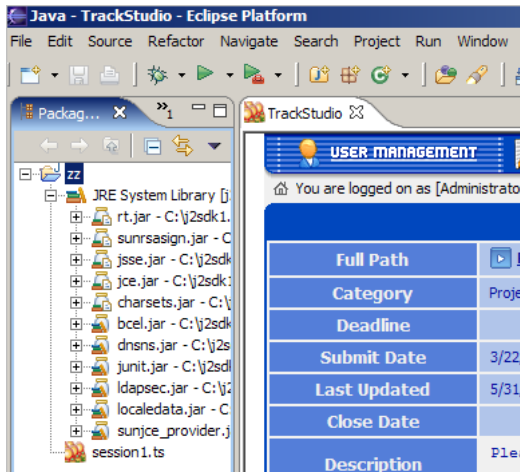 Java - TrackStudio - Eclipse Platform
File Edit Source Refactor Navigate Search Project Run Window
Packag...
1
TrackStudio
zz
JRE System Library [j
rt.jar - C:\j2sdk1.
sunrsasign.jar - C
jsse.jar - C:\j2sdk
jce.jar - C:\j2sdk1
charsets.jar - C:\
bcel.jar - C:\j2sdk
dnsns.jar - C:\j2s
junit.jar - C:\j2sdl
ldapsec.jar - C:\j2
localedata.jar - C:
sunjce_provider.j
session1.ts
USER MANAGEMENT
You are logged on as [Administrato
Full Path
Category Proje
Deadline
Submit Date 3/22
Last Updated 5/31
Close Date
Description Plea